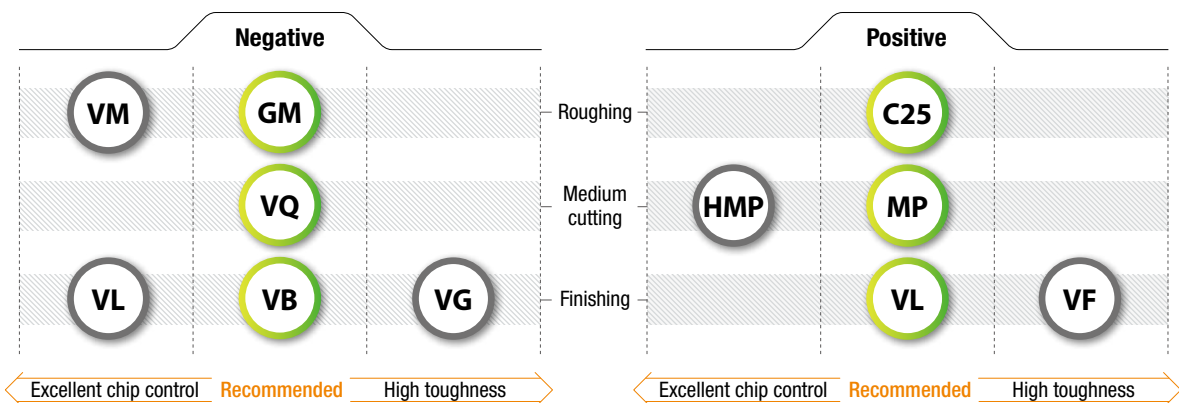 Negative
Positive
VM
GM
Roughing
C25
VQ
Medium
cutting
HMP
MP
VL
VB
VG
Finishing
VL
VF
Excellent chip control
Recommended
High toughness
Excellent chip control
Recommended
High toughness